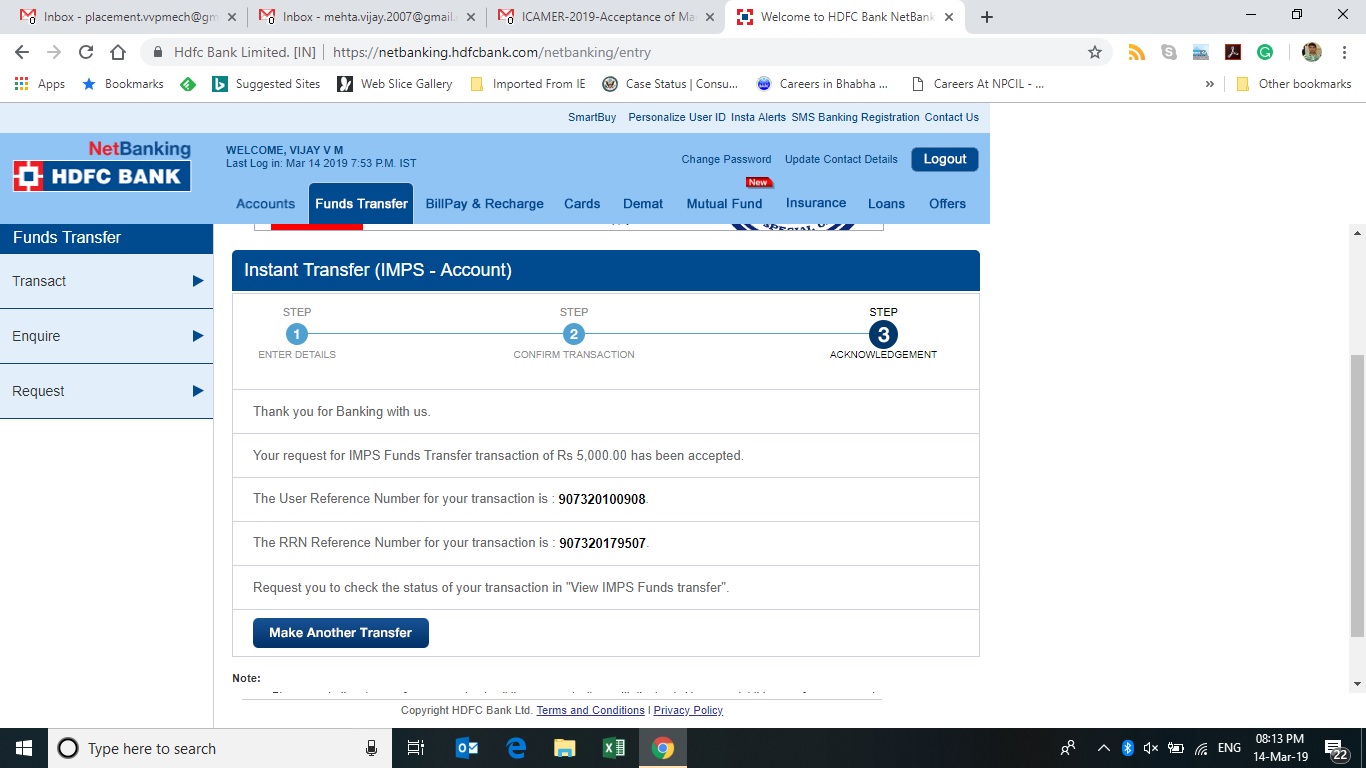 Inbox - placement.vvpmech@gm
Inbox - mehta.vijay.2007@gmail.
ICAMER-2019-Acceptance of Ma
Welcome to HDFC Bank NetBank
Hdfc Bank Limited. [IN] | https://netbanking.hdfcbank.com/netbanking/entry
Apps Bookmarks Suggested Sites Web Slice Gallery Imported From IE Case Status | Consu... Careers in Bhabha ... Careers At NPCIL - ... » Other bookmarks
SmartBuy Personalize User ID Insta Alerts SMS Banking Registration Contact Us
NetBanking
HDFC BANK
WELCOME, VIJAY V M
Last Log in: Mar 14 2019 7:53 P.M. IST
Change Password Update Contact Details Logout
New
Accounts Funds Transfer BillPay & Recharge Cards Demat Mutual Fund Insurance Loans Offers
Funds Transfer
Transact
Enquire
Request
Instant Transfer (IMPS - Account)
STEP STEP STEP
1 2 3
ENTER DETAILS CONFIRM TRANSACTION ACKNOWLEDGEMENT
Thank you for Banking with us.
Your request for IMPS Funds Transfer transaction of Rs 5,000.00 has been accepted.
The User Reference Number for your transaction is : 907320100908.
The RRN Reference Number for your transaction is : 907320179507.
Request you to check the status of your transaction in "View IMPS Funds transfer".
Make Another Transfer
Note:
Copyright HDFC Bank Ltd. Terms and Conditions I Privacy Policy
Type here to search
ENG
08:13 PM
14-Mar-19
22